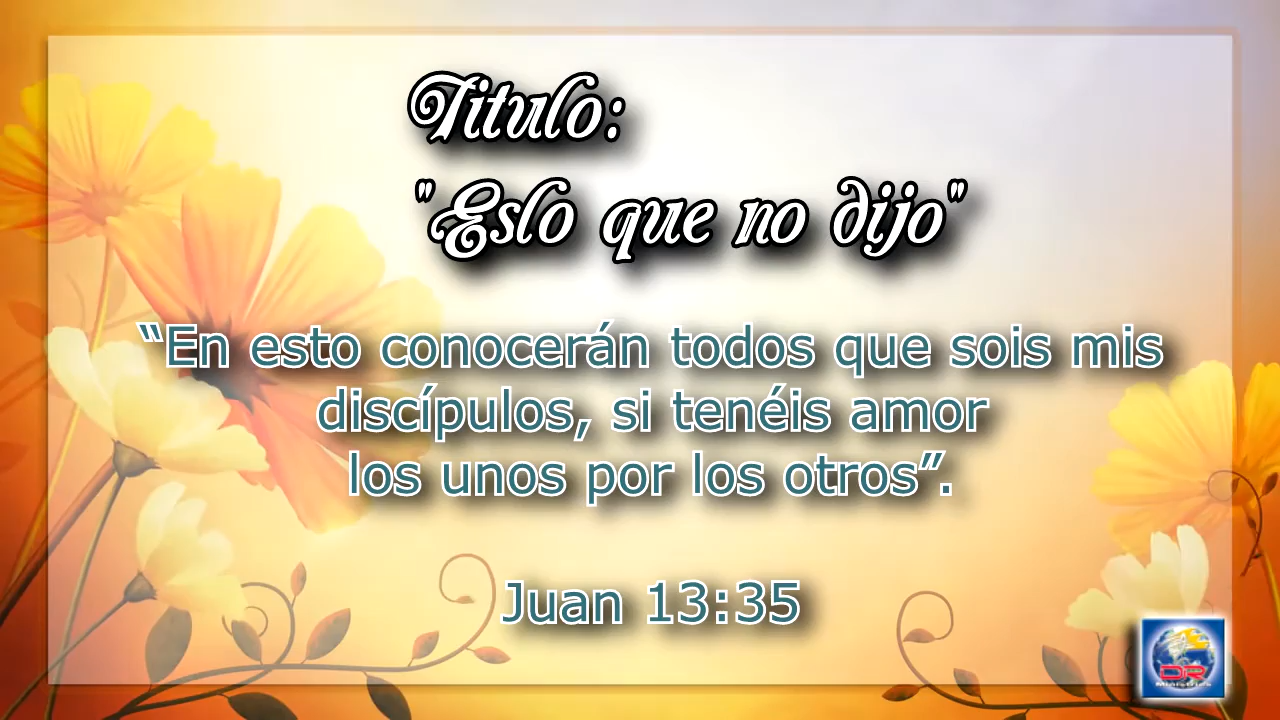 Titulo:
"Eslo que no dijo"
“En esto conocerán todos que sois mis
discípulos, si tenéis amor
los unos por los otros”.
Juan 13:35
DR
Ministries